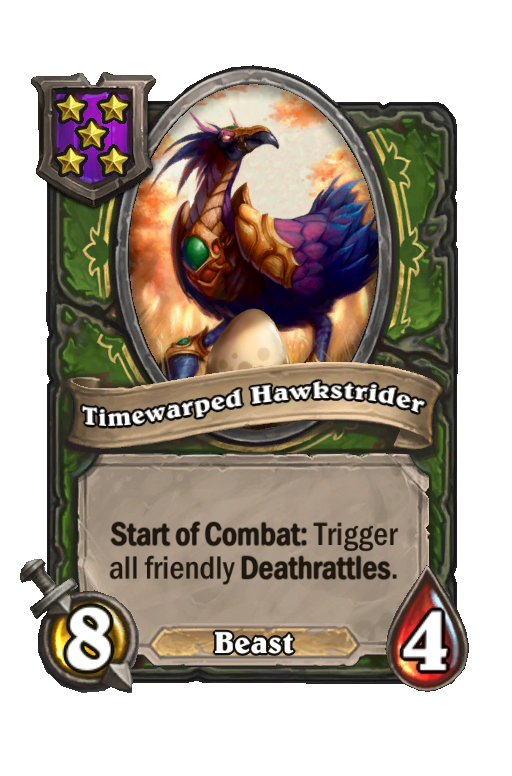 Timewarped Hawkstrider
Start of Combat: Trigger
all friendly Deathrattles.
8
Beast
4